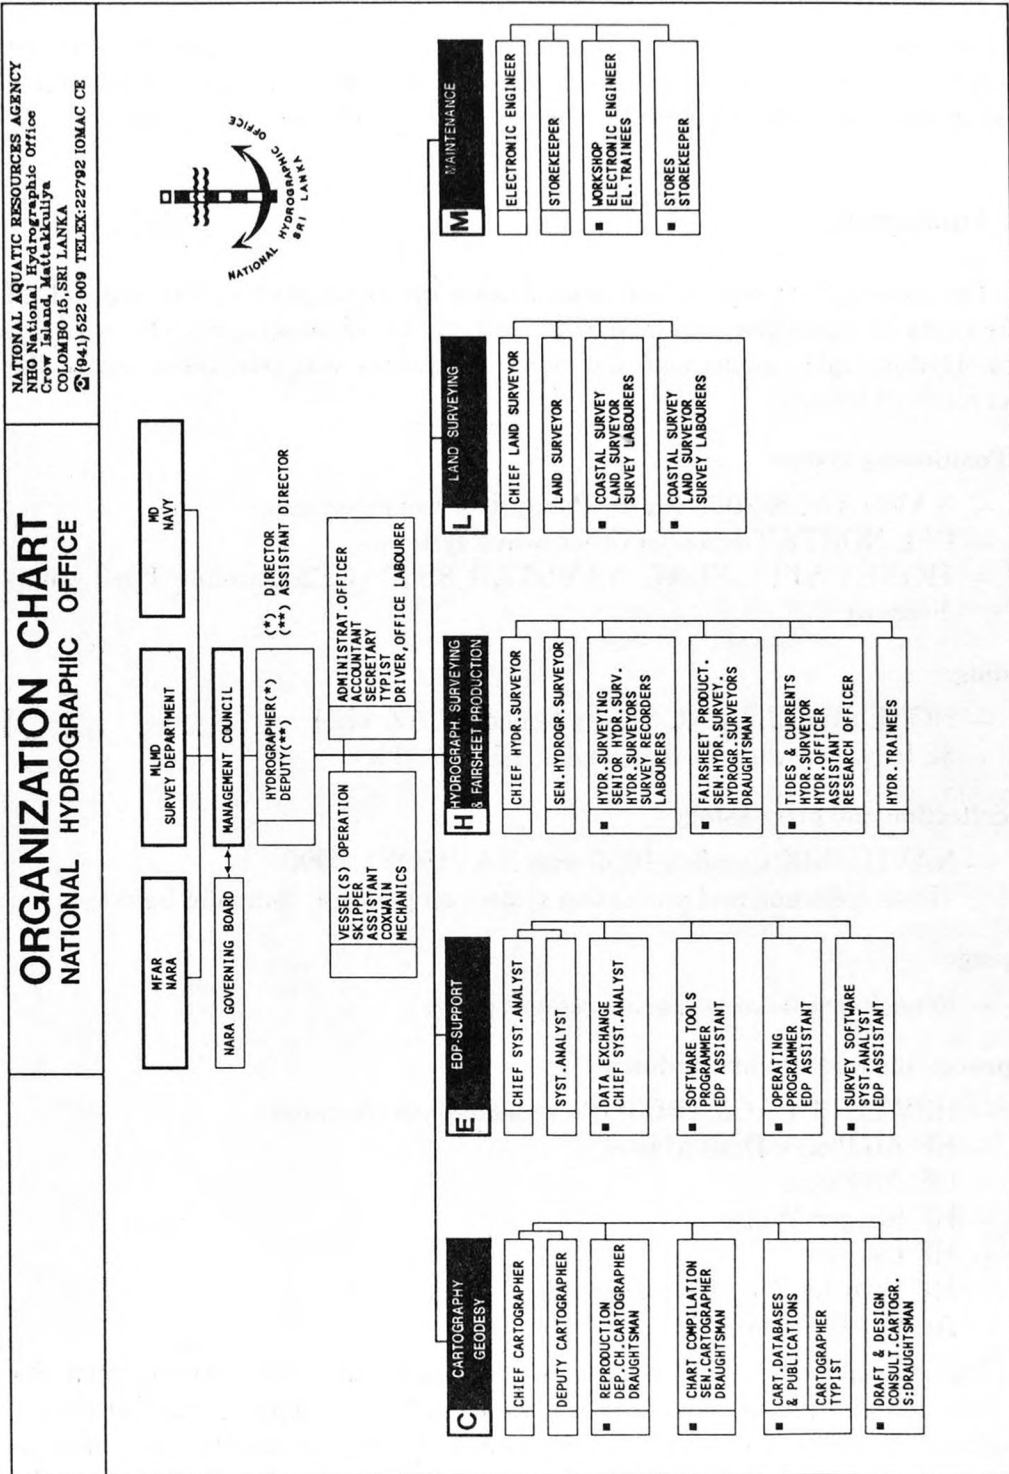 ORGANIZATION CHART
NATIONAL HYDROGRAPHIC OFFICE
NATIONAL AQUATIC RESOURCES AGENCY
NHO National Hydrographic Office
Crow Island, Mattakkuliya
COLOMBO 15, SRI LANKA
☎(941)522 009 TELEX:22792 IOMAC CE
NATIONAL HYDROGRAPHIC OFFICE
SRI LANKA
MFAR
NARA
MLMD
SURVEY DEPARTMENT
MD
NAVY
NARA GOVERNING BOARD
MANAGEMENT COUNCIL
HYDROGRAPHER(*)
DEPUTY(**)
(*) DIRECTOR
(**) ASSISTANT DIRECTOR
VESSEL(S) OPERATION
SKIPPER
ASSISTANT
COXWAIN
MECHANICS
ADMINISTRAT.OFFICER
ACCOUNTANT
SECRETARY
TYPIST
DRIVER,OFFICE LABOURER
C CARTOGRAPHY
GEODESY
CHIEF CARTOGRAPHER
DEPUTY CARTOGRAPHER
■ REPRODUCTION
DEP.CH.CARTOGRAPHER
DRAUGHTSMAN
■ CHART COMPILATION
SEN.CARTOGRAPHER
DRAUGHTSMAN
■ CART.DATABASES
& PUBLICATIONS
CARTOGRAPHER
TYPIST
■ DRAFT & DESIGN
CONSULT.CARTOGR.
S:DRAUGHTSMAN
E EDP-SUPPORT
CHIEF SYST.ANALYST
SYST.ANALYST
■ DATA EXCHANGE
CHIEF SYST.ANALYST
■ SOFTWARE TOOLS
PROGRAMMER
EDP ASSISTANT
■ OPERATING
PROGRAMMER
EDP ASSISTANT
■ SURVEY SOFTWARE
SYST.ANALYST
EDP ASSISTANT
H HYDROGRAPH. SURVEYING
& FAIRSHEET PRODUCTION
CHIEF HYDR.SURVEYOR
SEN.HYDROGR.SURVEYOR
■ HYDR.SURVEYING
SENIOR HYDR.SURV.
HYDR.SURVEYORS
SURVEY RECORDERS
LABOURERS
■ FAIRSHEET PRODUCT.
SEN.HYDR.SURVEY.
HYDROGR.SURVEYORS
DRAUGHTSMAN
■ TIDES & CURRENTS
HYDR.SURVEYOR
HYDR.OFFICER
ASSISTANT
RESEARCH OFFICER
HYDR.TRAINEES
L LAND SURVEYING
CHIEF LAND SURVEYOR
LAND SURVEYOR
■ COASTAL SURVEY
LAND SURVEYOR
SURVEY LABOURERS
■ COASTAL SURVEY
LAND SURVEYOR
SURVEY LABOURERS
M MAINTENANCE
ELECTRONIC ENGINEER
STOREKEEPER
■ WORKSHOP
ELECTRONIC ENGINEER
EL.TRAINEES
■ STORES
STOREKEEPER